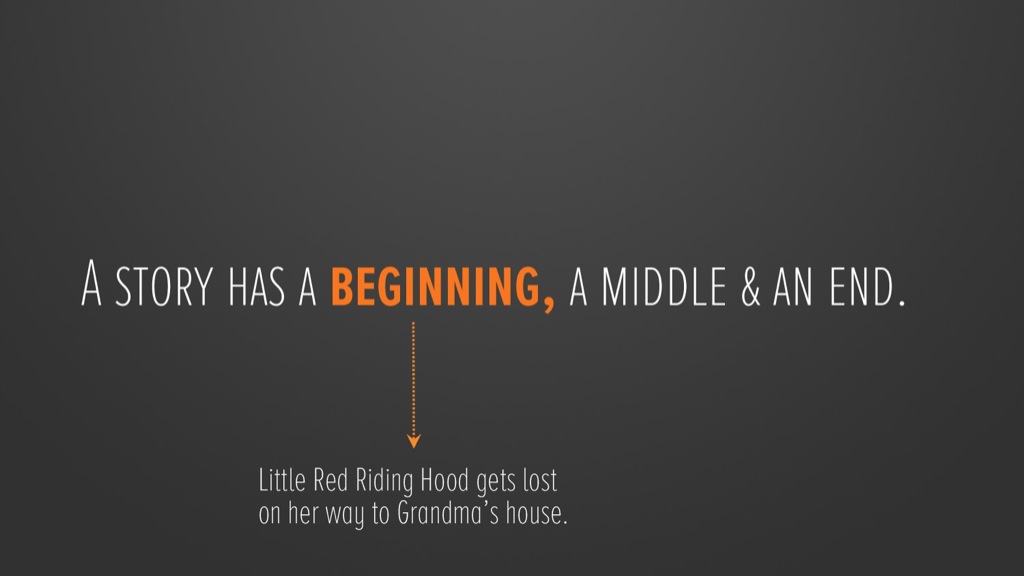 A STORY HAS A BEGINNING, A MIDDLE & AN END.
Little Red Riding Hood gets lost
on her way to Grandma's house.